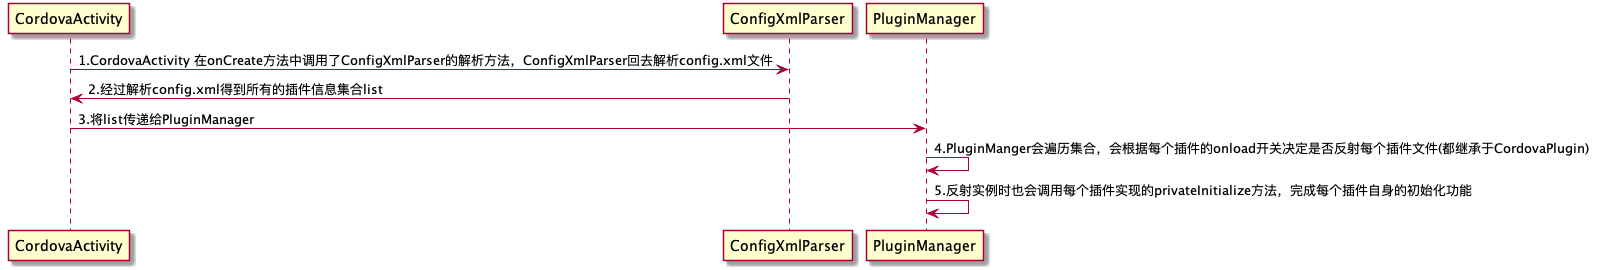 CordovaActivity
ConfigXmlParser
PluginManager
1.CordovaActivity 在onCreate方法中调用了ConfigXmlParser的解析方法，ConfigXmlParser回去解析config.xml文件
2.经过解析config.xml得到所有的插件信息集合list
3.将list传递给PluginManager
4.PluginManger会遍历集合，会根据每个插件的onload开关决定是否反射每个插件文件(都继承于CordovaPlugin)
5.反射实例时也会调用每个插件实现的privateInitialize方法，完成每个插件自身的初始化功能
CordovaActivity
ConfigXmlParser
PluginManager